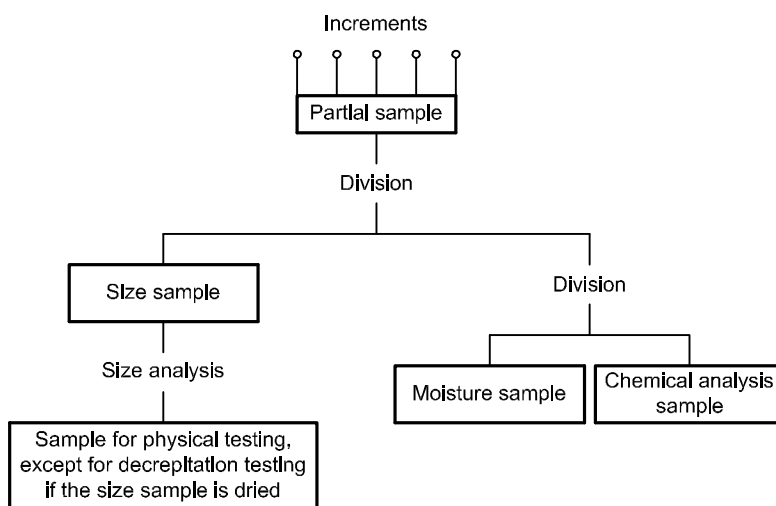 Increments
Partial sample
Division
Size sample
Division
Size analysis
Moisture sample
Chemical analysis
sample
Sample for physical testing,
except for decrepitation testing
if the size sample is dried